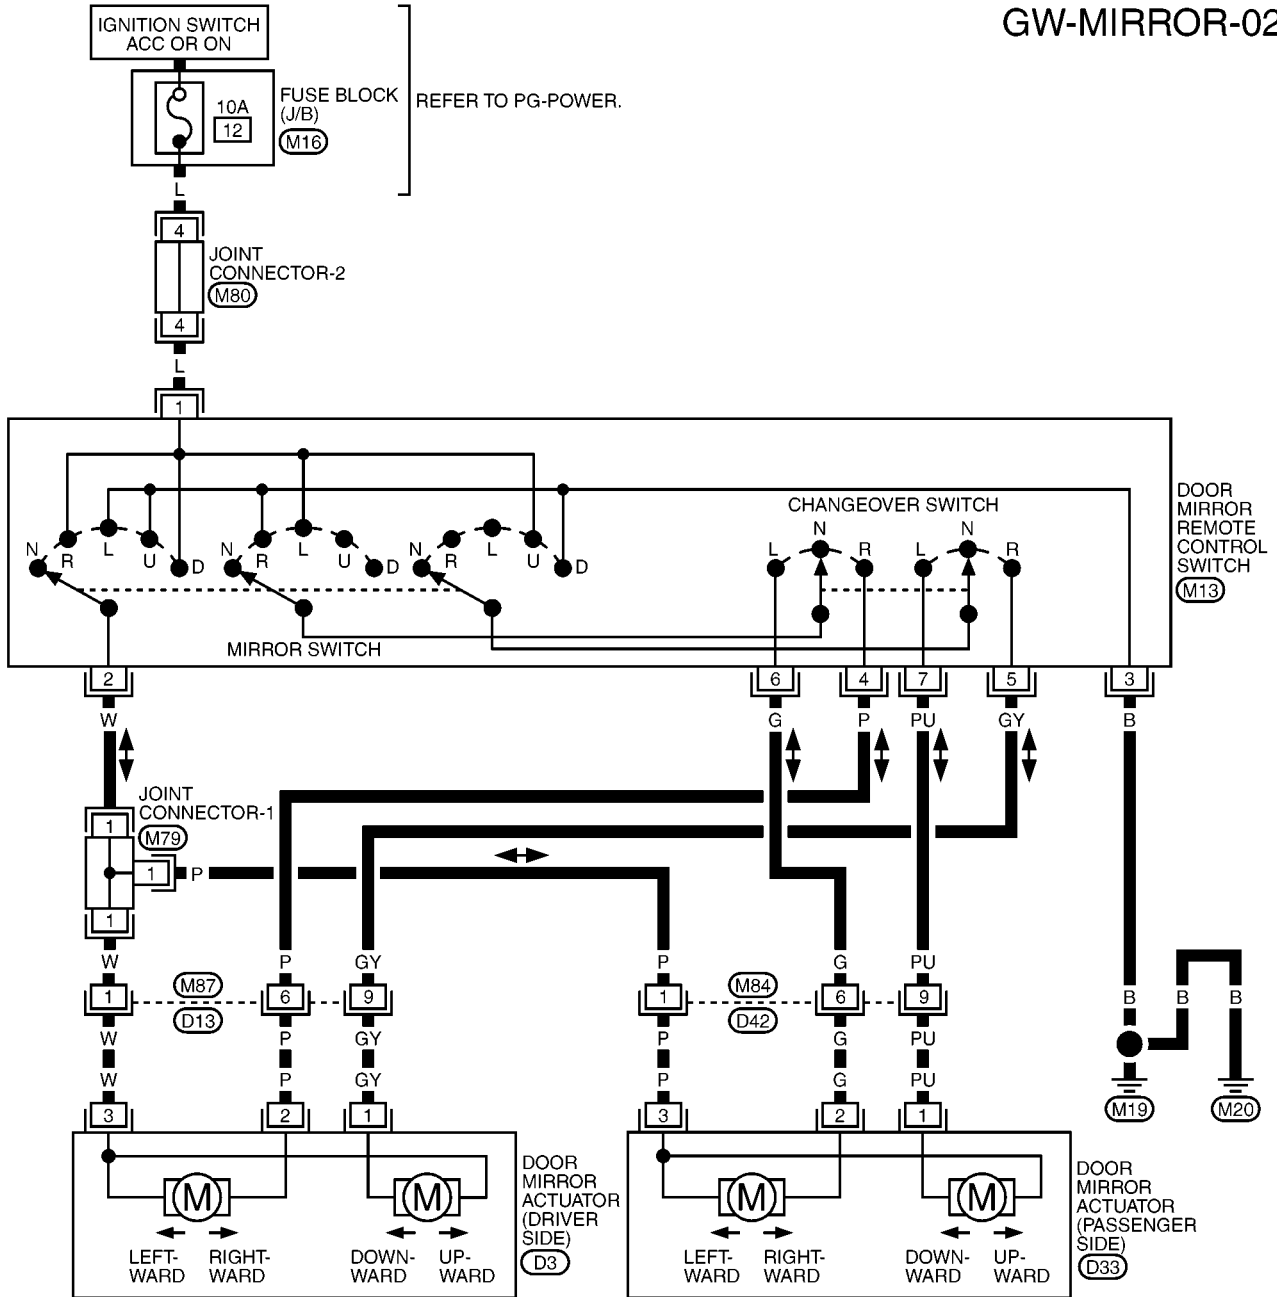 GW-MIRROR-02
IGNITION SWITCH
ACC OR ON
10A
12
FUSE BLOCK
(J/B)
M16
REFER TO PG-POWER.
L
4
JOINT
CONNECTOR-2
M80
4
L
1
CHANGEOVER SWITCH
N
R
L
U
D
N
R
L
U
D
N
R
L
U
D
L
N
R
L
N
R
MIRROR SWITCH
DOOR
MIRROR
REMOTE
CONTROL
SWITCH
M13
2
6
4
7
5
3
W
G
P
PU
GY
B
JOINT
CONNECTOR-1
M79
1
1
P
1
W
P
GY
P
G
PU
B
B
B
1
M87
6
9
1
M84
6
9
D13
D42
W
P
GY
P
G
PU
W
P
GY
P
G
PU
M19
M20
3
2
1
3
2
1
M
M
M
M
LEFT-
WARD
RIGHT-
WARD
DOWN-
WARD
UP-
WARD
DOOR
MIRROR
ACTUATOR
(DRIVER
SIDE)
D3
LEFT-
WARD
RIGHT-
WARD
DOWN-
WARD
UP-
WARD
DOOR
MIRROR
ACTUATOR
(PASSENGER
SIDE)
D33